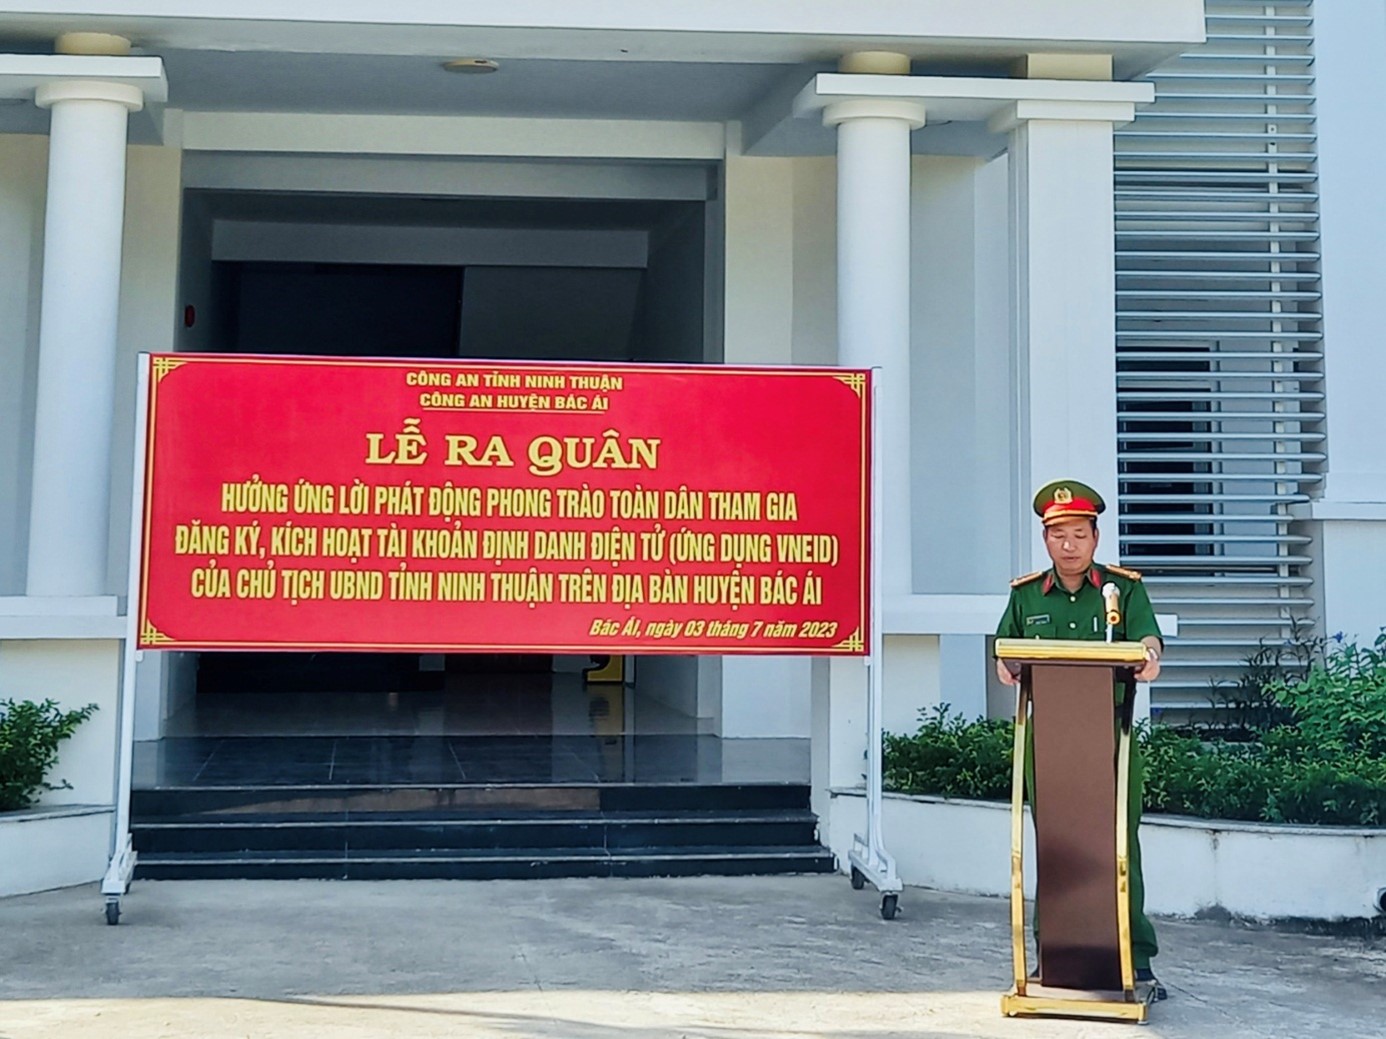 CÔNG AN TỈNH NINH THUẬN
CÔNG AN HUYỆN BÁC ÁI
LỄ RA QUÂN
HƯỞNG ỨNG LỜI PHÁT ĐỘNG PHONG TRÀO TOÀN DÂN THAM GIA
ĐĂNG KÝ, KÍCH HOẠT TÀI KHOẢN ĐỊNH DANH ĐIỆN TỬ (ỨNG DỤNG VNEID)
CỦA CHỦ TỊCH UBND TỈNH NINH THUẬN TRÊN ĐỊA BÀN HUYỆN BÁC ÁI
Bác Ái, ngày 03 tháng 7 năm 2023